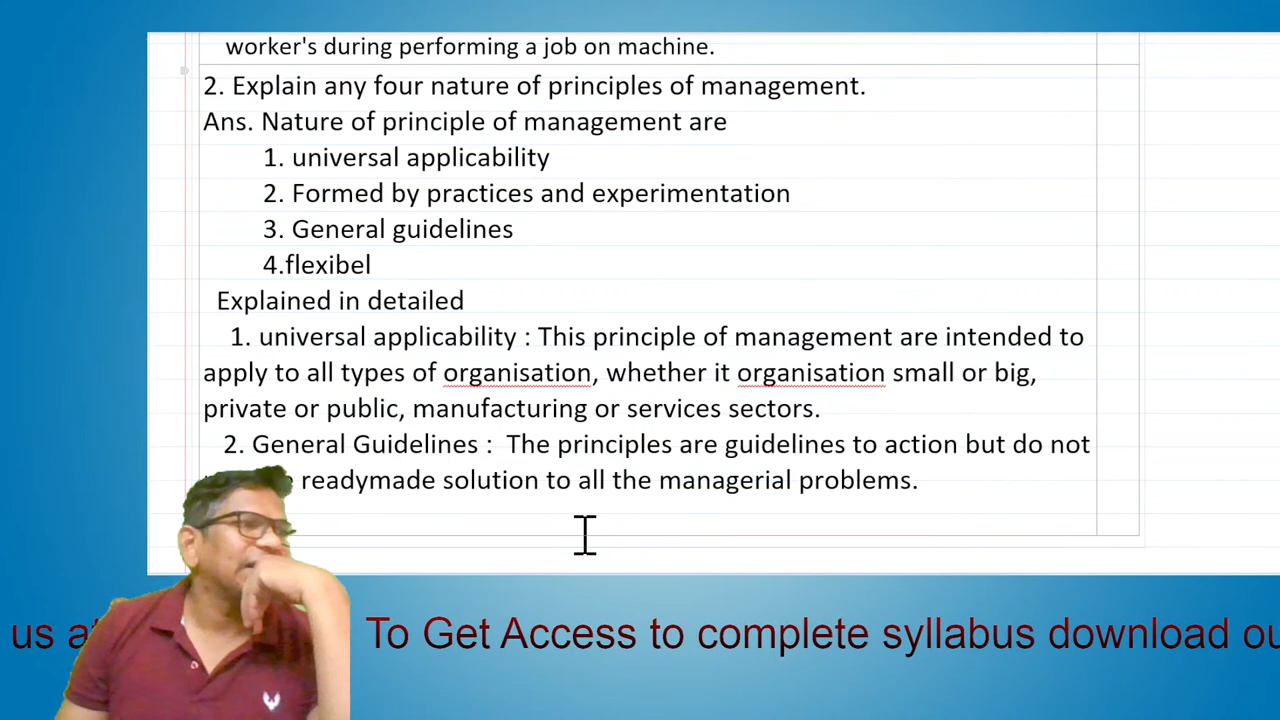 worker's during performing a job on machine.
2. Explain any four nature of principles of management.
Ans. Nature of principle of management are
1. universal applicability
2. Formed by practices and experimentation
3. General guidelines
4.flexibel
Explained in detailed
1. universal applicability : This principle of management are intended to
apply to all types of organisation, whether it organisation small or big,
private or public, manufacturing or services sectors.
2. General Guidelines : The principles are guidelines to action but do not
readymade solution to all the managerial problems.
us To Get Access to complete syllabus download